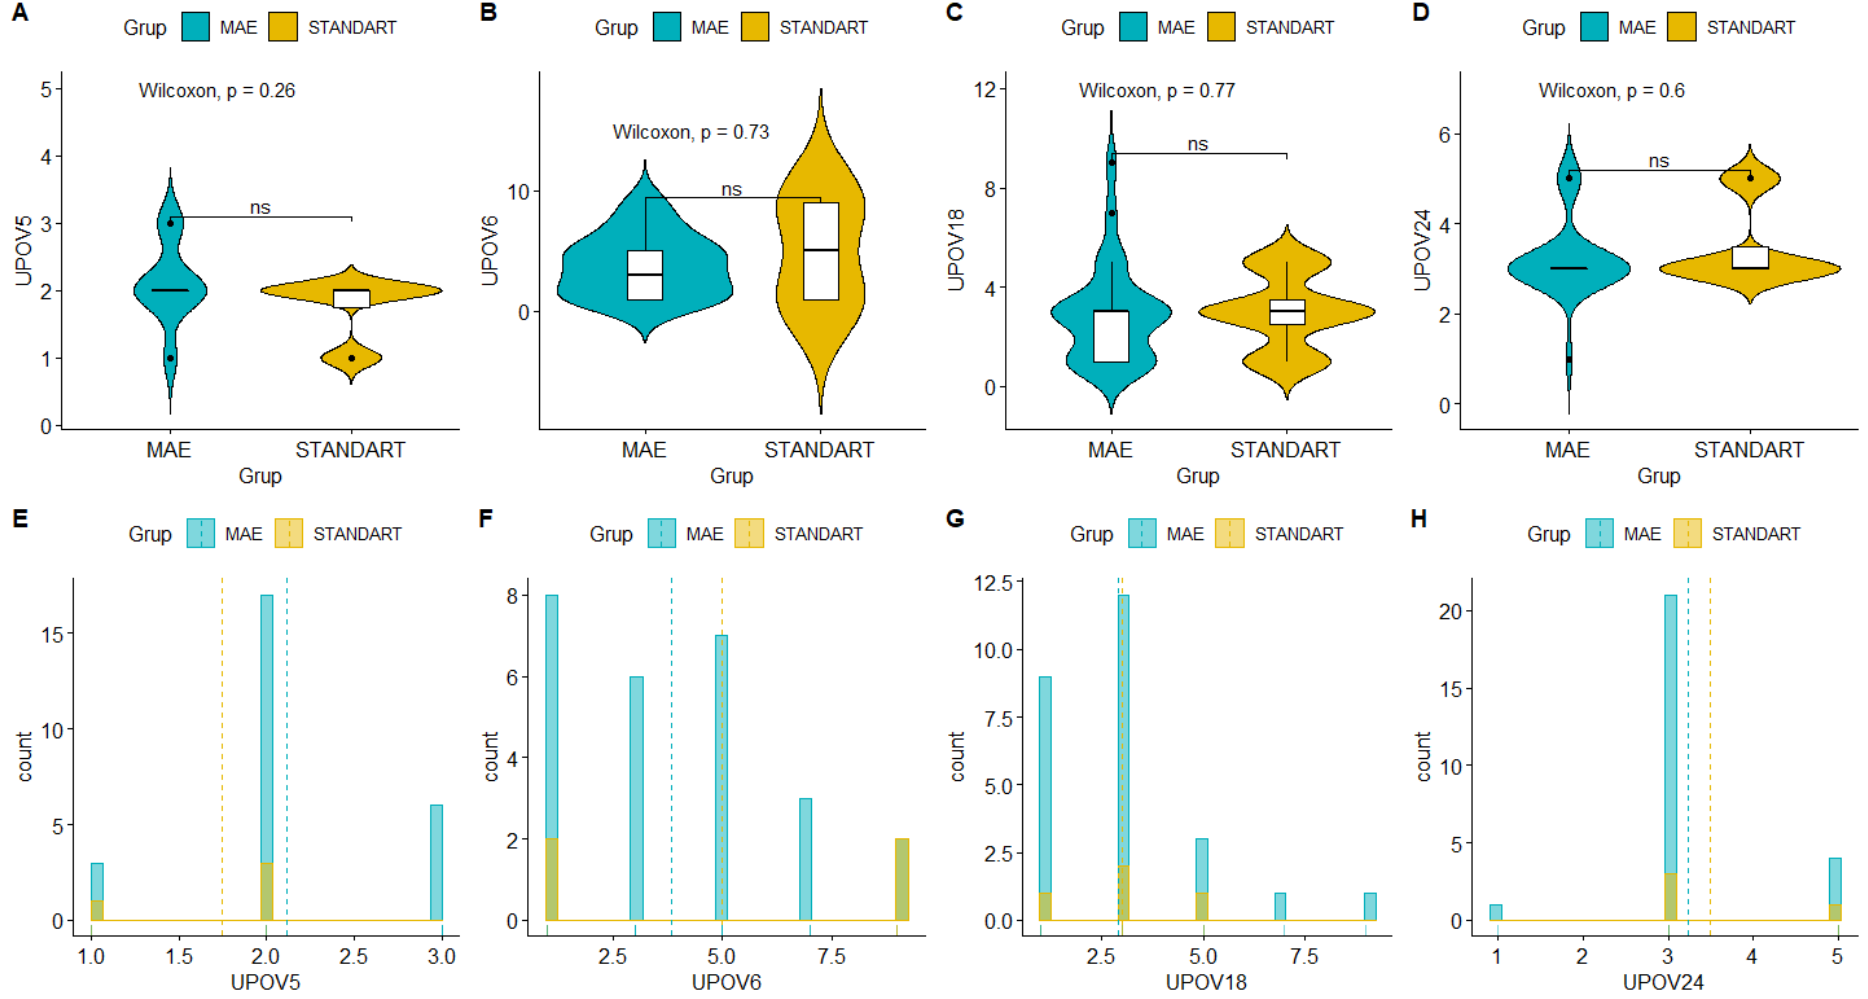 A
Grup MAE STANDART
Wilcoxon, p = 0.26
ns
UPOV5
5
4
3
2
1
0
MAE STANDART
Grup
B
Grup MAE STANDART
Wilcoxon, p = 0.73
ns
UPOV6
10
0
MAE STANDART
Grup
C
Grup MAE STANDART
Wilcoxon, p = 0.77
ns
UPOV18
12
8
4
0
MAE STANDART
Grup
D
Grup MAE STANDART
Wilcoxon, p = 0.6
ns
UPOV24
6
4
2
0
MAE STANDART
Grup
E
Grup MAE STANDART
count
15
10
5
0
1.0 1.5 2.0 2.5 3.0
UPOV5
F
Grup MAE STANDART
count
8
6
4
2
0
2.5 5.0 7.5
UPOV6
G
Grup MAE STANDART
count
12.5
10.0
7.5
5.0
2.5
0.0
2.5 5.0 7.5
UPOV18
H
Grup MAE STANDART
count
20
15
10
5
0
1 2 3 4 5
UPOV24